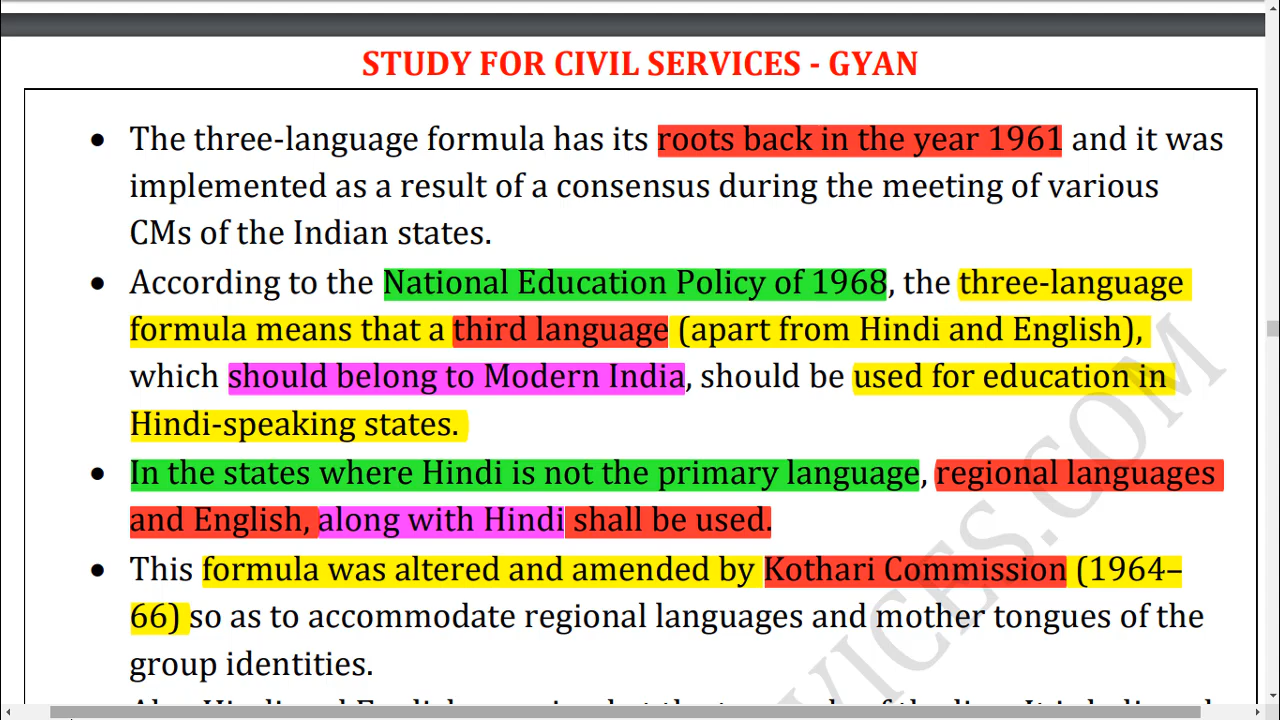 STUDY FOR CIVIL SERVICES - GYAN
• The three-language formula has its roots back in the year 1961 and it was
implemented as a result of a consensus during the meeting of various
CMs of the Indian states.
• According to the National Education Policy of 1968, the three-language
formula means that a third language (apart from Hindi and English),
which should belong to Modern India, should be used for education in
Hindi-speaking states.
• In the states where Hindi is not the primary language, regional languages
and English, along with Hindi shall be used.
• This formula was altered and amended by Kothari Commission (1964–
66) so as to accommodate regional languages and mother tongues of the
group identities.
VICES.COM